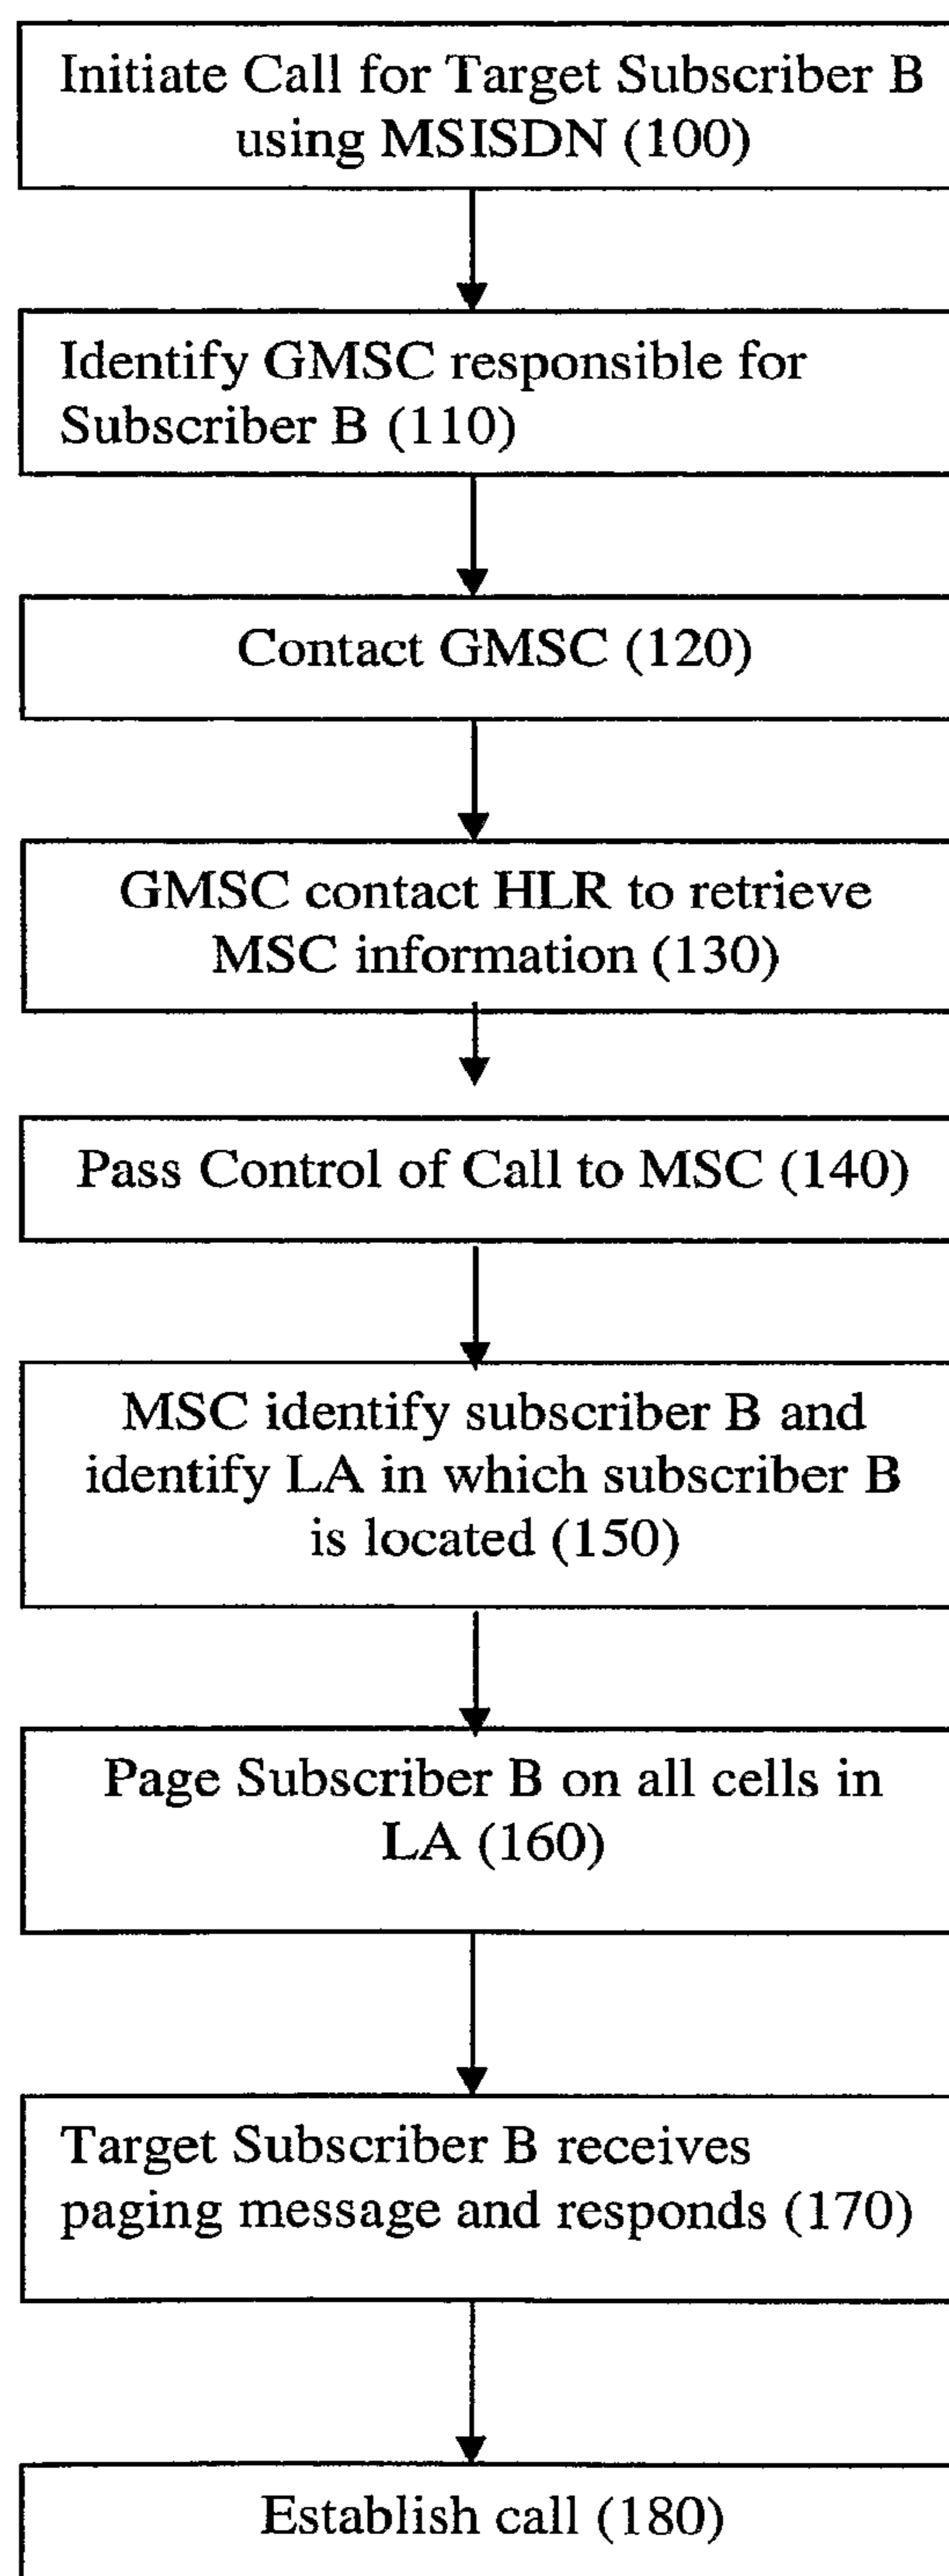 Initiate Call for Target Subscriber B
using MSISDN (100)
Identify GMSC responsible for
Subscriber B (110)
Contact GMSC (120)
GMSC contact HLR to retrieve
MSC information (130)
Pass Control of Call to MSC (140)
MSC identify subscriber B and
identify LA in which subscriber B
is located (150)
Page Subscriber B on all cells in
LA (160)
Target Subscriber B receives
paging message and responds (170)
Establish call (180)